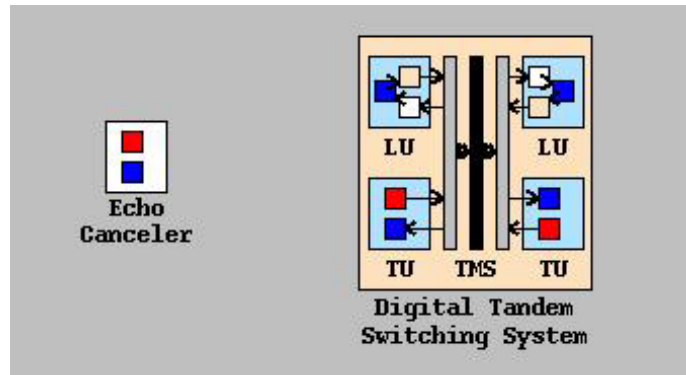 LU
LU
Echo
Canceler
TU
TMS
TU
Digital Tandem
Switching System